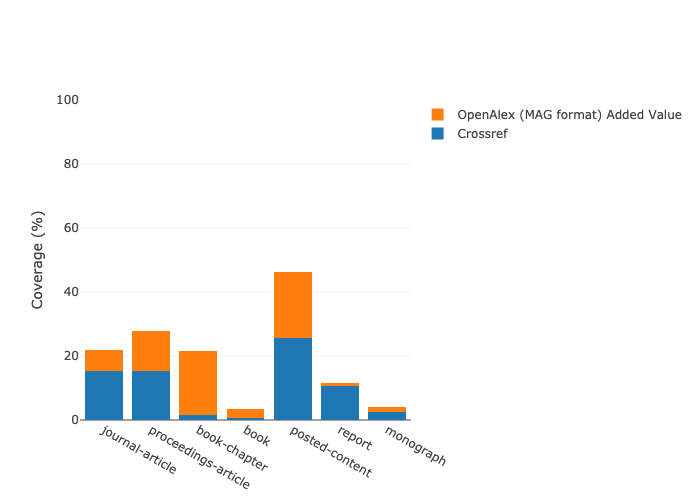 100
80
60
40
20
0
Coverage (%)
journal-article
proceedings-article
book-chapter
book
posted-content
report
monograph
OpenAlex (MAG format) Added Value
Crossref